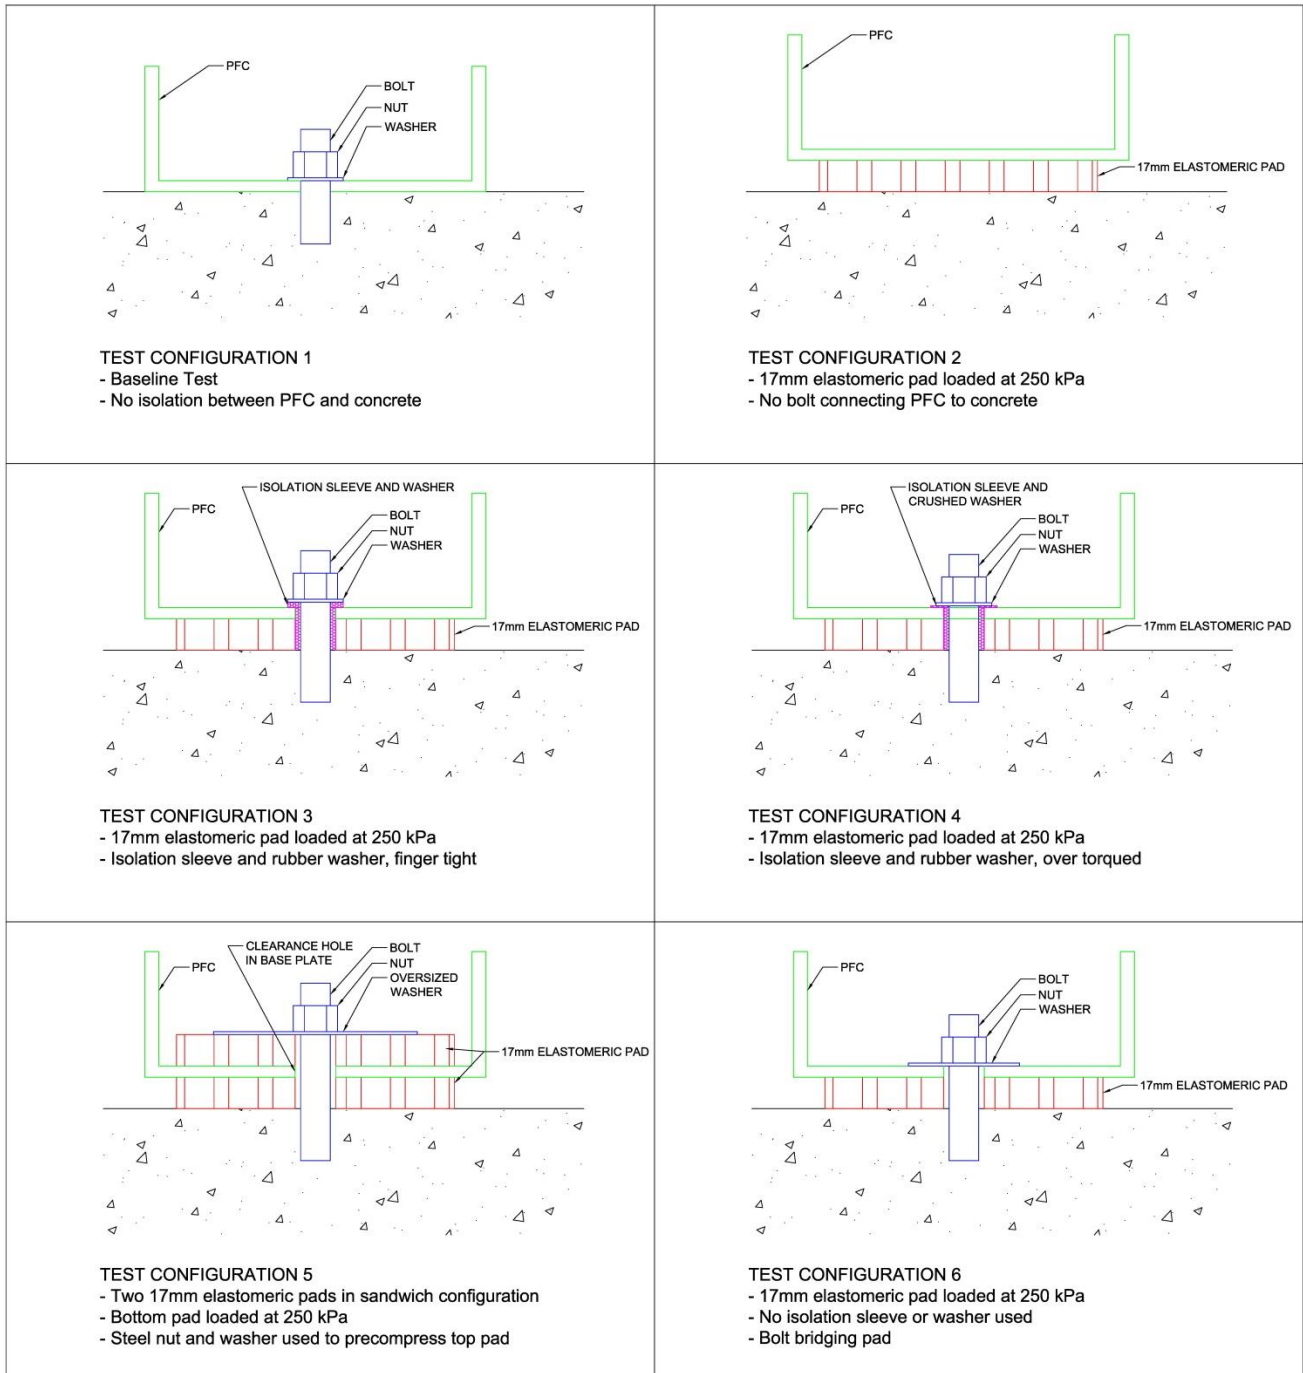 PFC
BOLT
NUT
WASHER
TEST CONFIGURATION 1
- Baseline Test
- No isolation between PFC and concrete
PFC
17mm ELASTOMERIC PAD
TEST CONFIGURATION 2
- 17mm elastomeric pad loaded at 250 kPa
- No bolt connecting PFC to concrete
ISOLATION SLEEVE AND WASHER
PFC
BOLT
NUT
WASHER
17mm ELASTOMERIC PAD
TEST CONFIGURATION 3
- 17mm elastomeric pad loaded at 250 kPa
- Isolation sleeve and rubber washer, finger tight
ISOLATION SLEEVE AND
CRUSHED WASHER
PFC
BOLT
NUT
WASHER
17mm ELASTOMERIC PAD
TEST CONFIGURATION 4
- 17mm elastomeric pad loaded at 250 kPa
- Isolation sleeve and rubber washer, over torqued
CLEARANCE HOLE
IN BASE PLATE
PFC
BOLT
NUT
OVERSIZED
WASHER
17mm ELASTOMERIC PAD
TEST CONFIGURATION 5
- Two 17mm elastomeric pads in sandwich configuration
- Bottom pad loaded at 250 kPa
- Steel nut and washer used to precompress top pad
PFC
BOLT
NUT
WASHER
17mm ELASTOMERIC PAD
TEST CONFIGURATION 6
- 17mm elastomeric pad loaded at 250 kPa
- No isolation sleeve or washer used
- Bolt bridging pad